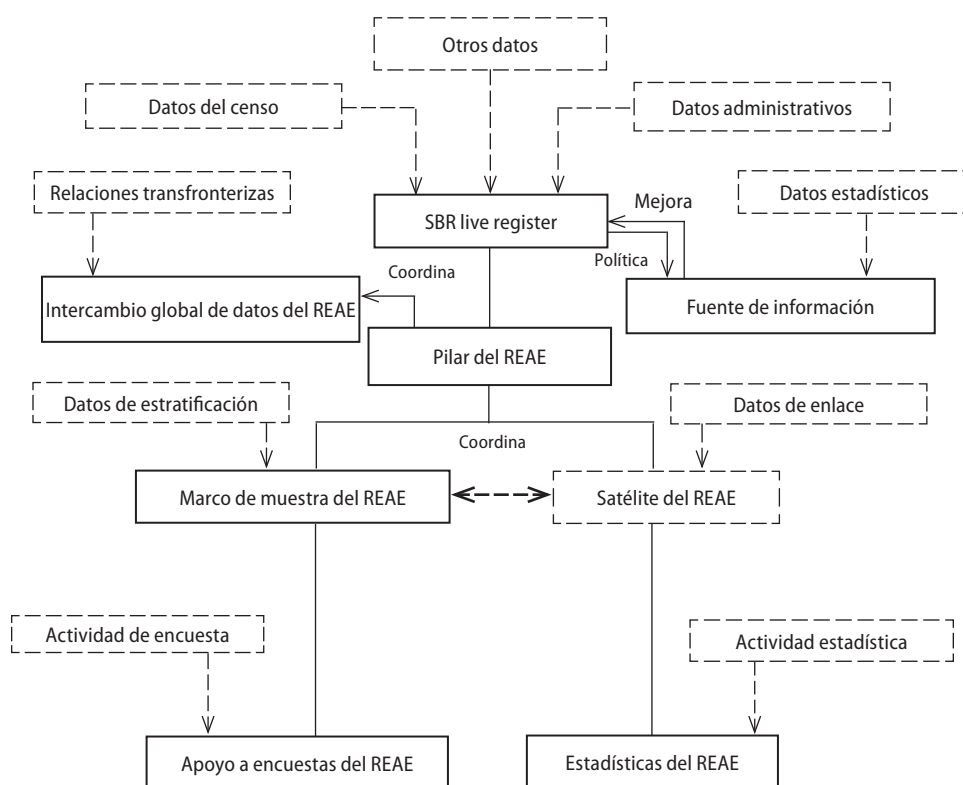 Otros datos
Datos del censo
Datos administrativos
Relaciones transfronterizas
Datos estadísticos
SBR live register
Mejora
Política
Coordina
Intercambio global de datos del REAE
Fuente de información
Pilar del REAE
Datos de estratificación
Datos de enlace
Coordina
Marco de muestra del REAE
Satélite del REAE
Actividad de encuesta
Actividad estadística
Apoyo a encuestas del REAE
Estadísticas del REAE